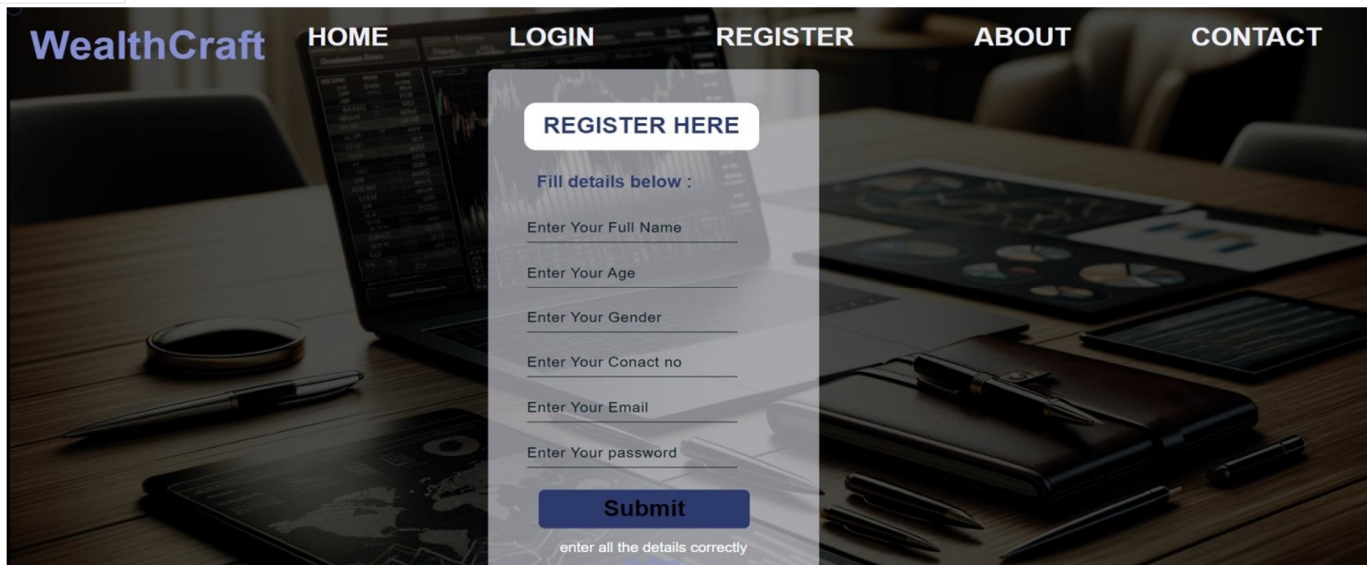 WealthCraft HOME LOGIN REGISTER ABOUT CONTACT
REGISTER HERE
Fill details below :
Enter Your Full Name
Enter Your Age
Enter Your Gender
Enter Your Conact no
Enter Your Email
Enter Your password
Submit
enter all the details correctly